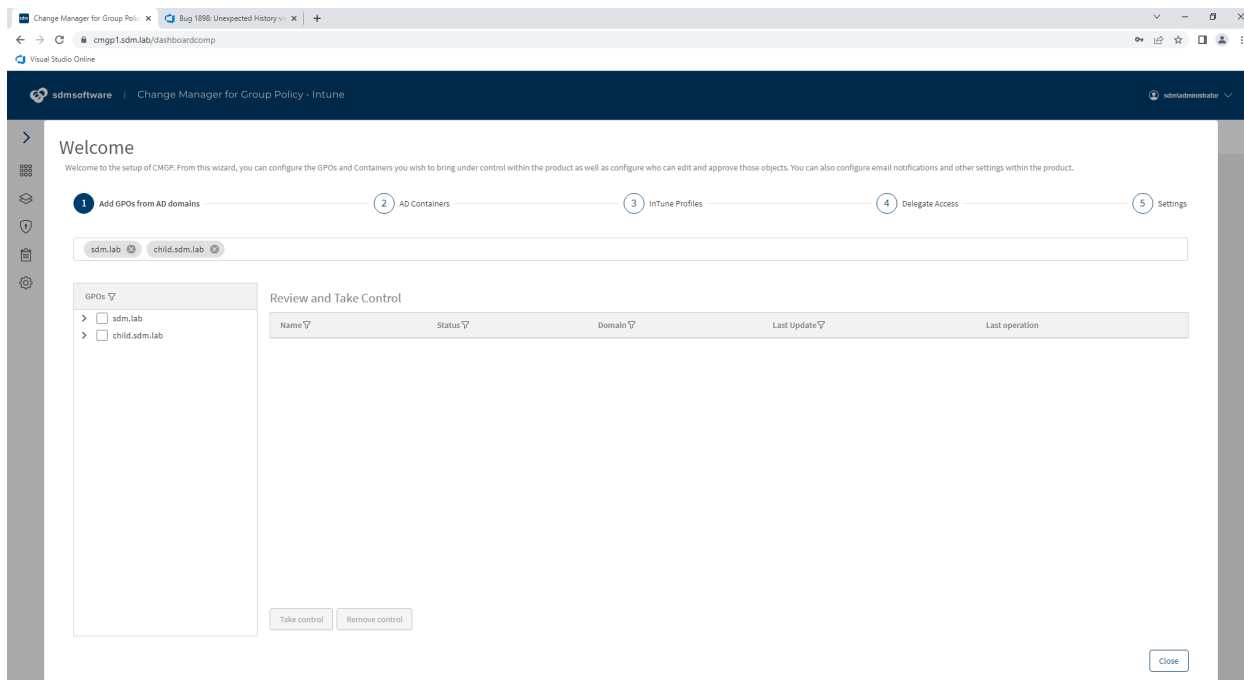 Change Manager for Group Polic
Bug 1898: Unexpected History vi
cmgp1.sdm.lab/dashboardcomp
Visual Studio Online
sdmsoftware | Change Manager for Group Policy - Intune
sdm\administrator
Welcome
Welcome to the setup of CMGP. From this wizard, you can configure the GPOs and Containers you wish to bring under control within the product as well as configure who can edit and approve those objects. You can also configure email notifications and other settings within the product.
1 Add GPOs from AD domains 2 AD Containers 3 InTune Profiles 4 Delegate Access 5 Settings
sdm.lab child.sdm.lab
GPOs
sdm.lab
child.sdm.lab
Review and Take Control
Name Status Domain Last Update Last operation
Take control Remove control
Close